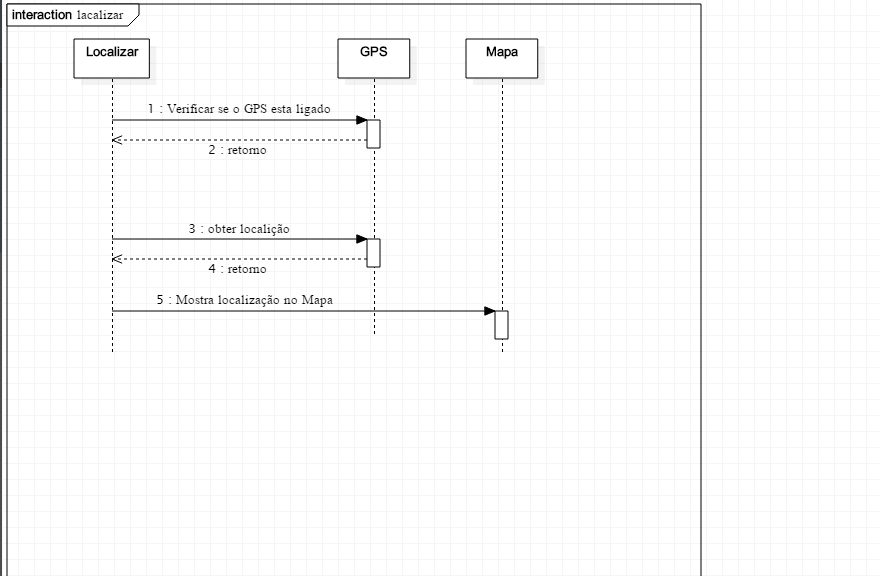 interaction lacalizar
Localizar
GPS
Mapa
1 : Verificar se o GPS esta ligado
2 : retorno
3 : obter localição
4 : retorno
5 : Mostra localização no Mapa